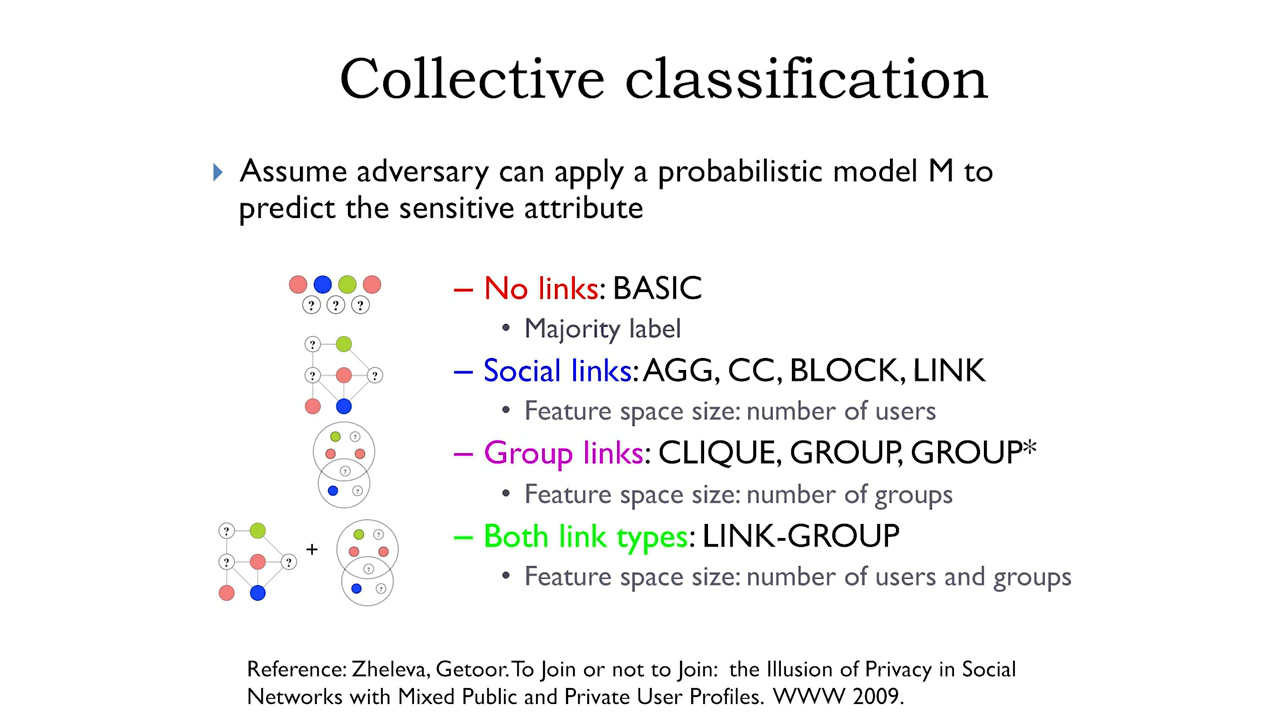 Collective classification
Assume adversary can apply a probabilistic model M to
predict the sensitive attribute
? ? ?
– No links: BASIC
• Majority label
?
? ?
– Social links: AGG, CC, BLOCK, LINK
• Feature space size: number of users
?
?
?
– Group links: CLIQUE, GROUP, GROUP*
• Feature space size: number of groups
? ?
? ? + ?
?
– Both link types: LINK-GROUP
• Feature space size: number of users and groups
Reference: Zheleva, Getoor. To Join or not to Join: the Illusion of Privacy in Social
Networks with Mixed Public and Private User Profiles. WWW 2009.